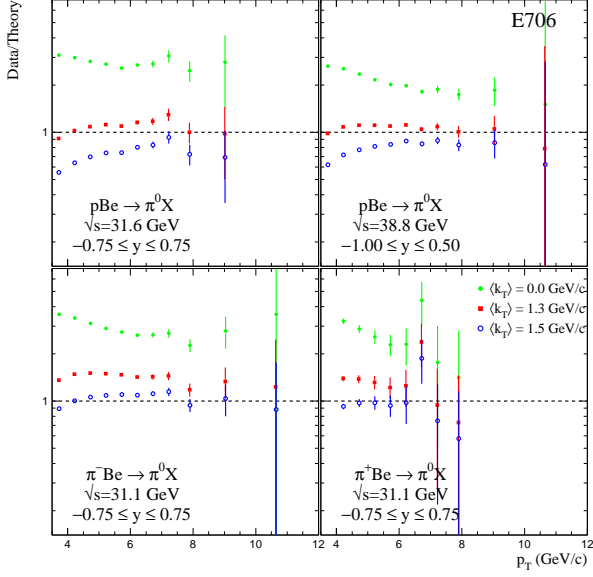 E706
Data/Theory
1
pBe → π⁰X
√s=31.6 GeV
−0.75 ≤ y ≤ 0.75
pBe → π⁰X
√s=38.8 GeV
−1.00 ≤ y ≤ 0.50
⟨k_T⟩ = 0.0 GeV/c
⟨k_T⟩ = 1.3 GeV/c
⟨k_T⟩ = 1.5 GeV/c
1
π⁻Be → π⁰X
√s=31.1 GeV
−0.75 ≤ y ≤ 0.75
π⁺Be → π⁰X
√s=31.1 GeV
−0.75 ≤ y ≤ 0.75
4 6 8 10 12 4 6 8 10 12
p_T (GeV/c)